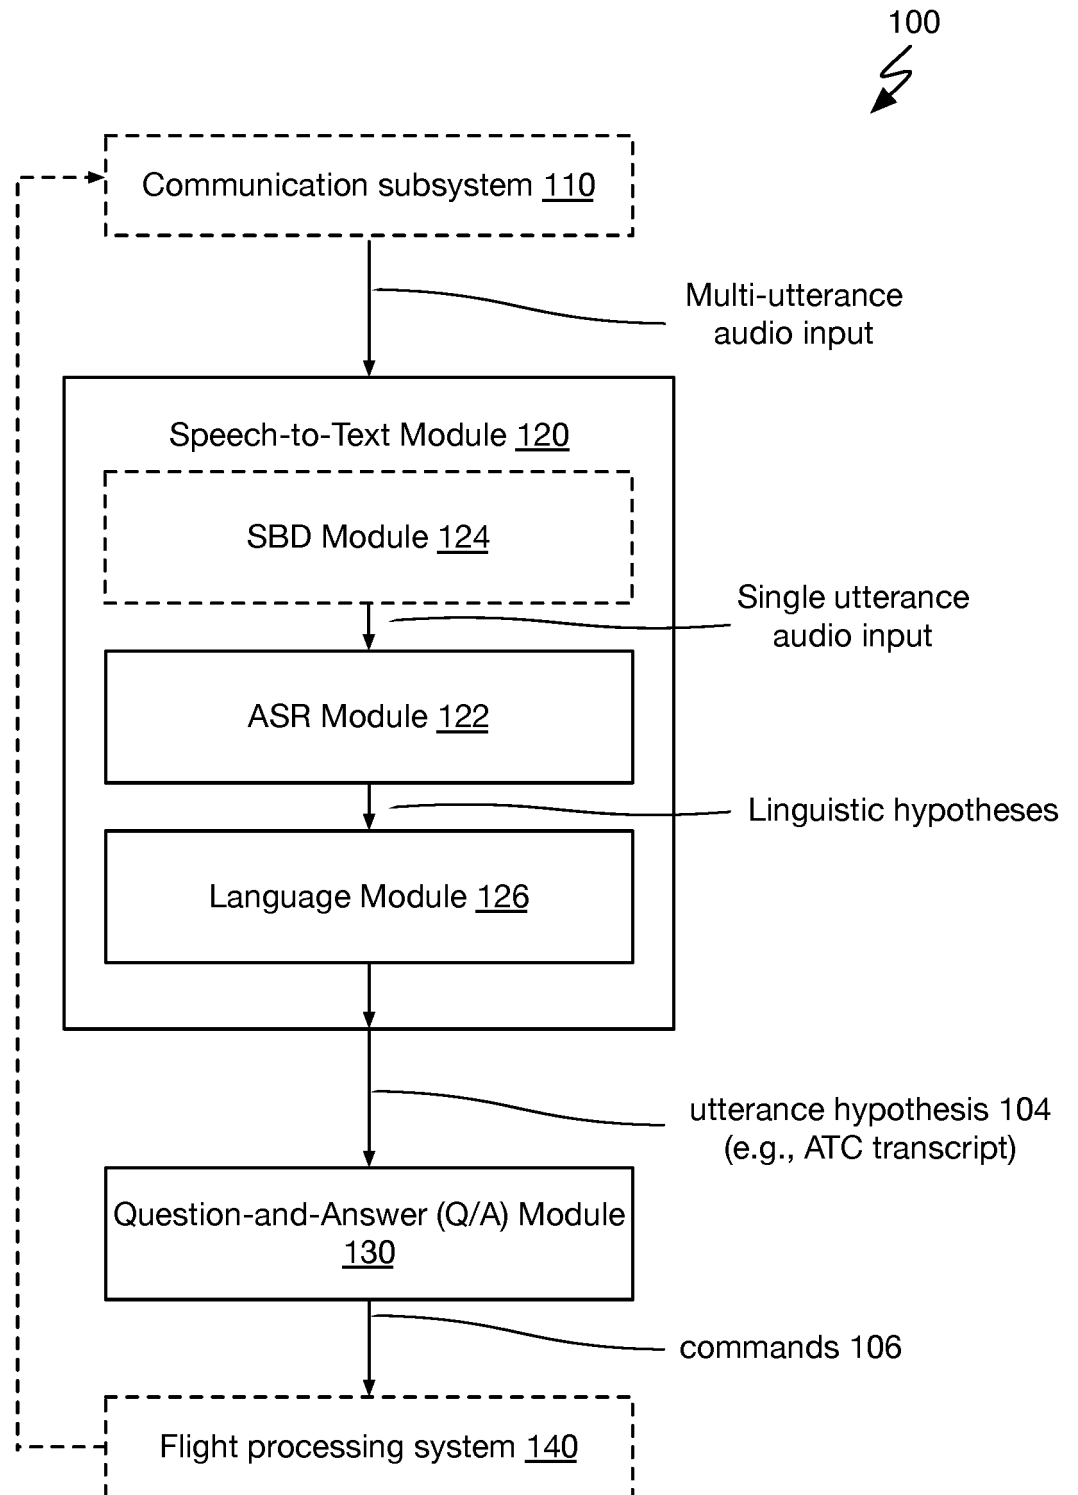 100
Communication subsystem 110
Multi-utterance
audio input
Speech-to-Text Module 120
SBD Module 124
Single utterance
audio input
ASR Module 122
Linguistic hypotheses
Language Module 126
utterance hypothesis 104
(e.g., ATC transcript)
Question-and-Answer (Q/A) Module
130
commands 106
Flight processing system 140